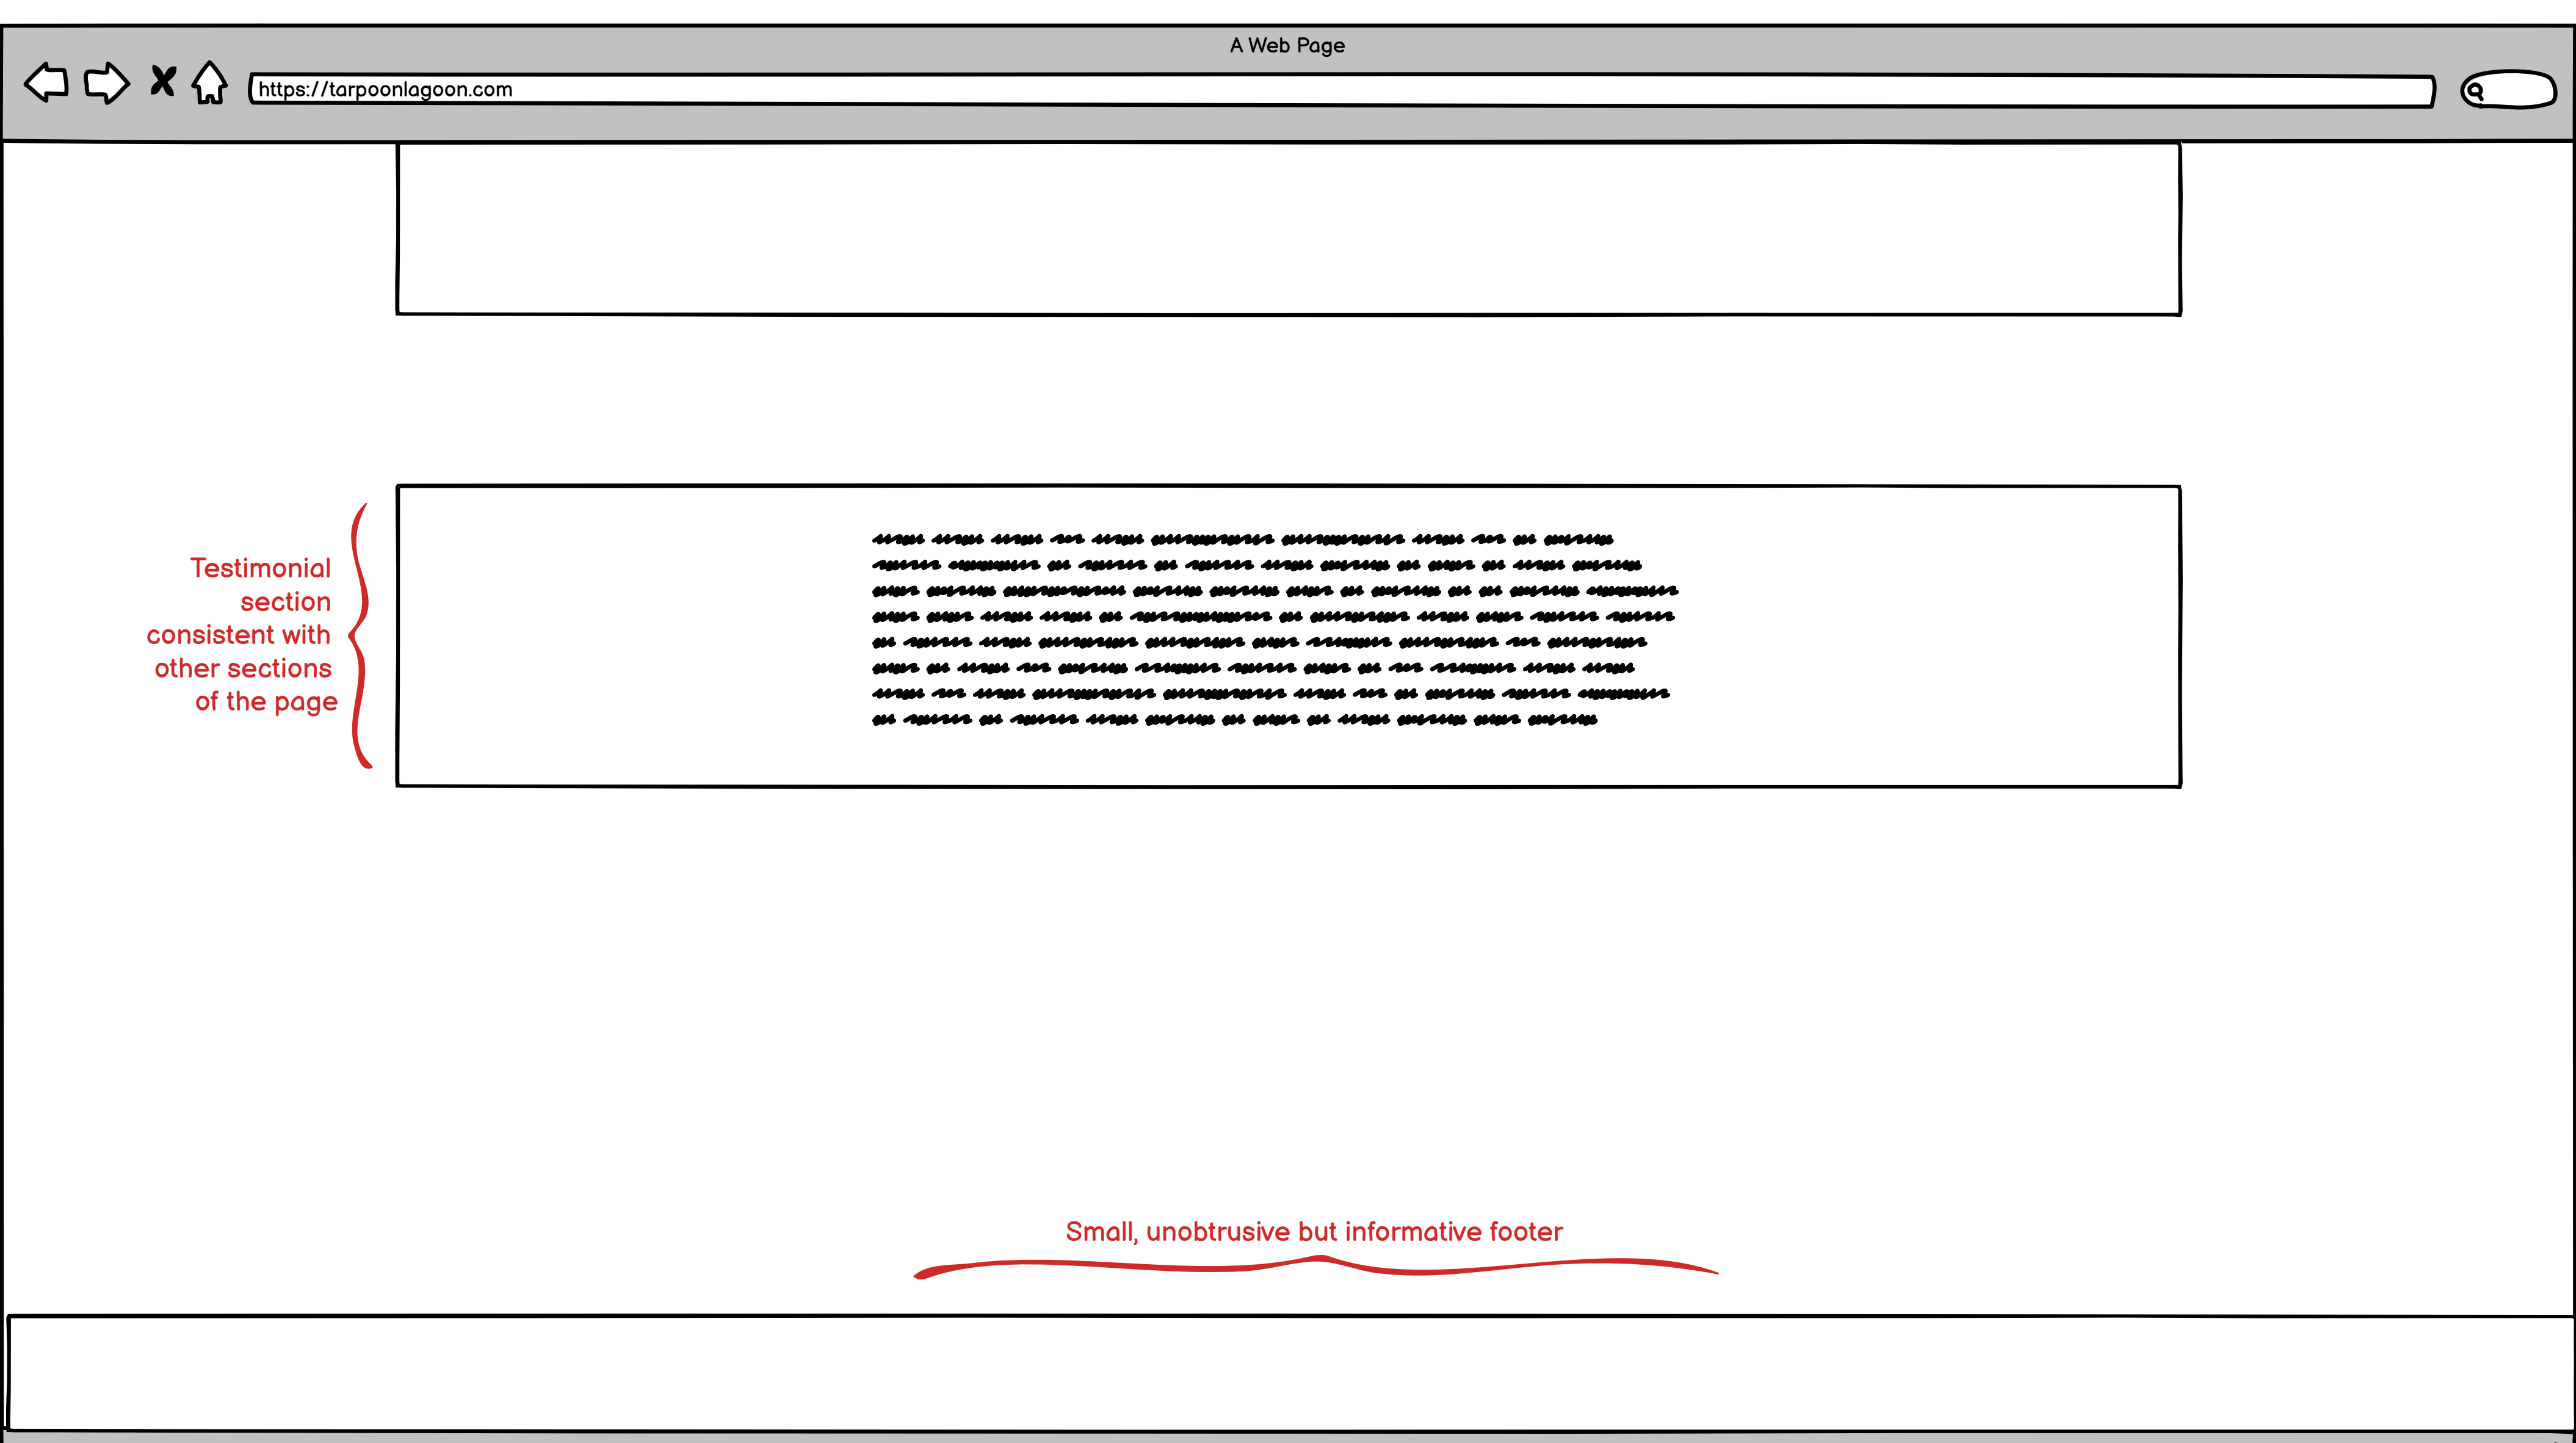 A Web Page
https://tarpoonlagoon.com
Testimonial
section
consistent with
other sections
of the page
Small, unobtrusive but informative footer